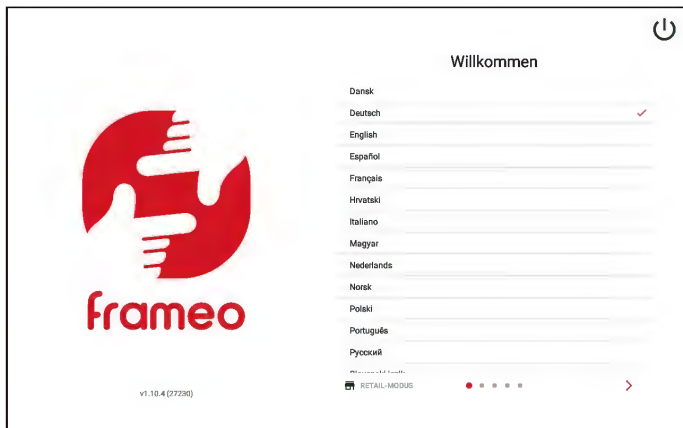 Willkommen
Dansk
Deutsch
English
Español
Français
Hrvatski
Italiano
Magyar
Nederlands
Norsk
Polski
Português
Русский
frameo
v1.10.4 (27230)
RETAIL-MODUS